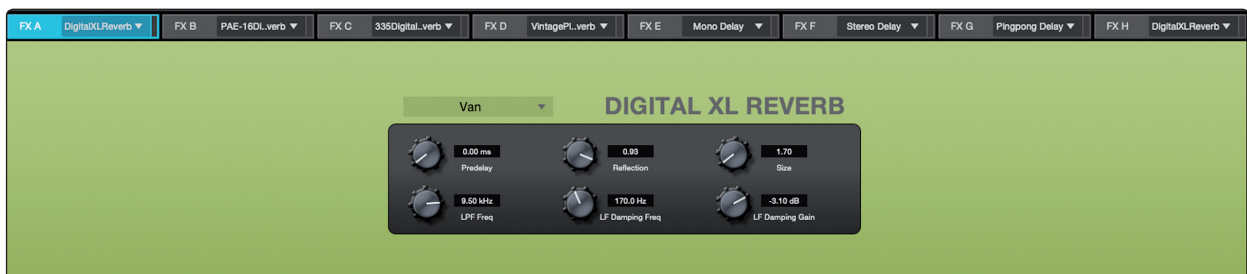 FX A DigitalXLReverb ▼ FX B PAE-16Di..verb ▼ FX C 335Digital..verb ▼ FX D VintagePl..verb ▼ FX E Mono Delay ▼ FX F Stereo Delay ▼ FX G Pingpong Delay ▼ FX H DigitalXLReverb ▼
Van ▼ DIGITAL XL REVERB
0.00 ms 0.93 1.70
Predelay Reflection Size
9.50 kHz 170.0 Hz -3.10 dB
LPF Freq LF Damping Freq LF Damping Gain